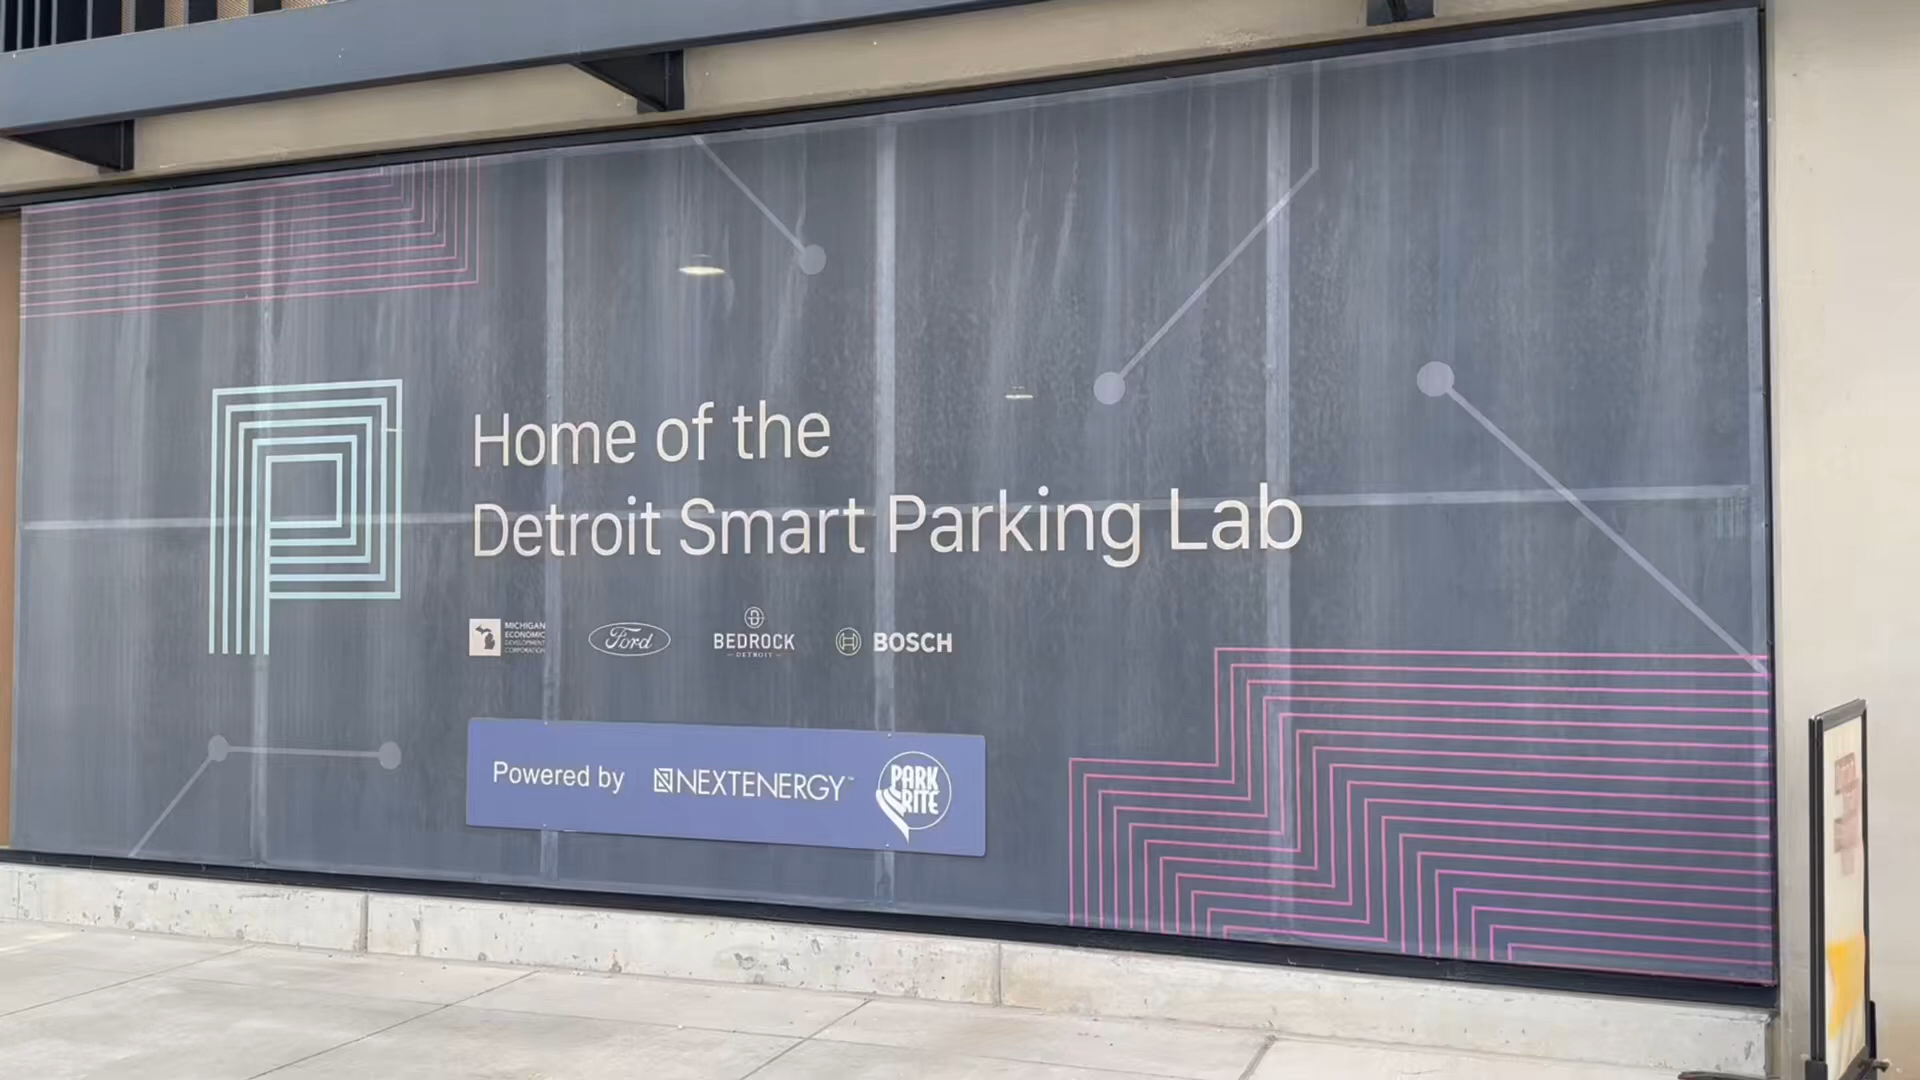 Home of the
Detroit Smart Parking Lab
MICHIGAN
ECONOMIC
DEVELOPMENT
CORPORATION
Ford
BEDROCK
DETROIT
BOSCH
Powered by NEXTENERGY™
PARK
RITE